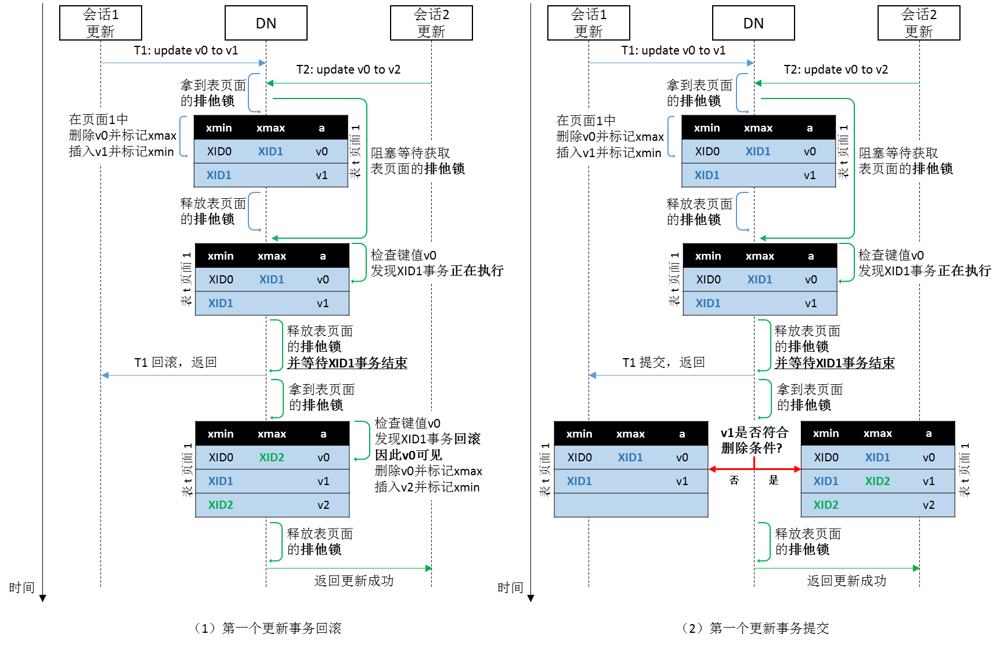 会话1
更新
DN
会话2
更新
T1: update v0 to v1
T2: update v0 to v2
拿到表页面
的排他锁
在页面1中
删除v0并标记xmax
插入v1并标记xmin
xmin xmax a
XID0 XID1 v0
XID1 v1
表 t 页面 1
阻塞等待获取
表页面的排他锁
释放表页面
的排他锁
表 t 页面 1
xmin xmax a
XID0 XID1 v0
XID1 v1
检查键值v0
发现XID1事务正在执行
释放表页面
的排他锁
并等待XID1事务结束
T1 回滚，返回
拿到表页面
的排他锁
表 t 页面 1
xmin xmax a
XID0 XID2 v0
XID1 v1
XID2 v2
检查键值v0
发现XID1事务回滚
因此v0可见
删除v0并标记xmax
插入v2并标记xmin
释放表页面
的排他锁
返回更新成功
时间
（1）第一个更新事务回滚
会话1
更新
DN
会话2
更新
T1: update v0 to v1
T2: update v0 to v2
拿到表页面
的排他锁
在页面1中
删除v0并标记xmax
插入v1并标记xmin
xmin xmax a
XID0 XID1 v0
XID1 v1
表 t 页面 1
阻塞等待获取
表页面的排他锁
释放表页面
的排他锁
表 t 页面 1
xmin xmax a
XID0 XID1 v0
XID1 v1
检查键值v0
发现XID1事务正在执行
释放表页面
的排他锁
并等待XID1事务结束
T1 提交，返回
拿到表页面
的排他锁
表 t 页面 1
xmin xmax a
XID0 XID1 v0
XID1 v1
v1是否符合
删除条件?
否 是
xmin xmax a
XID0 XID1 v0
XID1 XID2 v1
XID2 v2
表 t 页面 1
释放表页面
的排他锁
返回更新成功
时间
（2）第一个更新事务提交